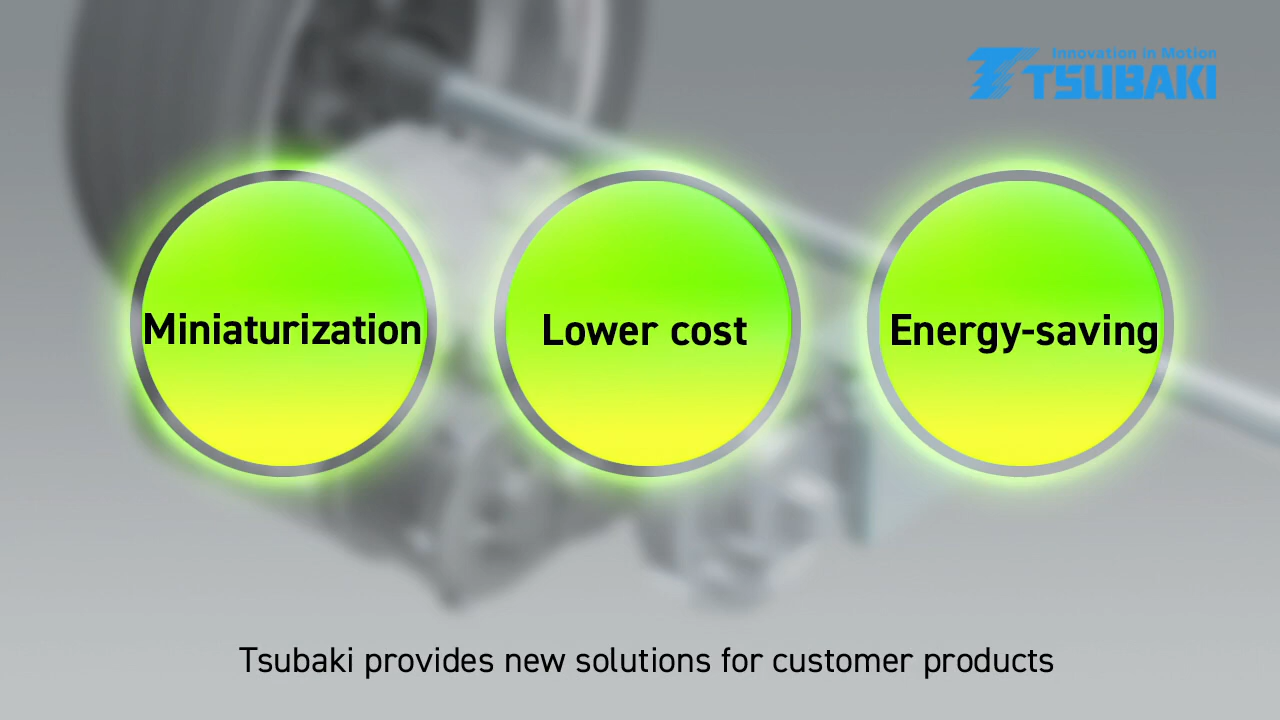 Innovation in Motion
TSUBAKI
Miniaturization
Lower cost
Energy-saving
Tsubaki provides new solutions for customer products